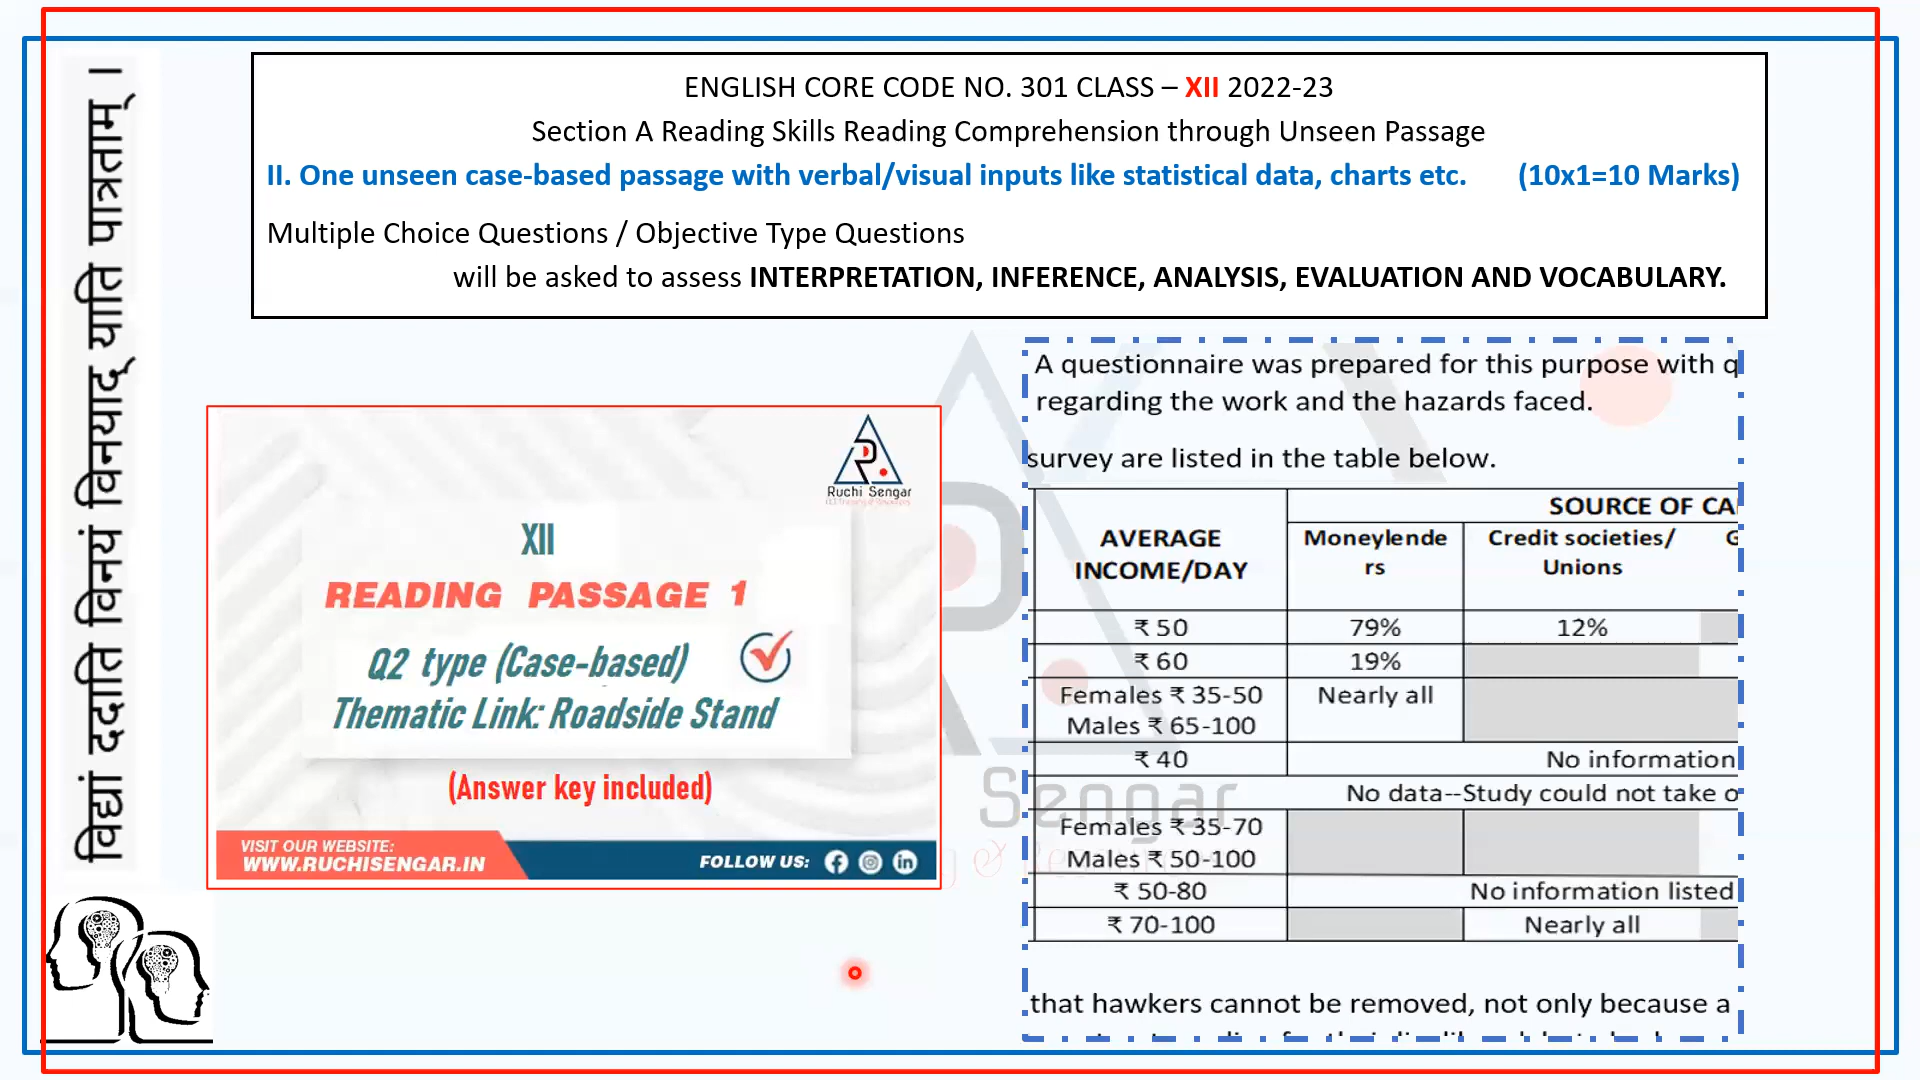 विद्यां ददाति विनयं विनयाद् याति पात्रताम् ।
ENGLISH CORE CODE NO. 301 CLASS – XII 2022-23
Section A Reading Skills Reading Comprehension through Unseen Passage
II. One unseen case-based passage with verbal/visual inputs like statistical data, charts etc. (10x1=10 Marks)
Multiple Choice Questions / Objective Type Questions
will be asked to assess INTERPRETATION, INFERENCE, ANALYSIS, EVALUATION AND VOCABULARY.
Ruchi Sengar
XII
READING PASSAGE 1
Q2 type (Case-based)
Thematic Link: Roadside Stand
(Answer key included)
VISIT OUR WEBSITE:
WWW.RUCHISENGAR.IN
FOLLOW US:
A questionnaire was prepared for this purpose with q
regarding the work and the hazards faced.
survey are listed in the table below.
SOURCE OF CA
AVERAGE INCOME/DAY Moneylende rs Credit societies/ Unions G
₹ 50 79% 12%
₹ 60 19%
Females ₹ 35-50 Nearly all
Males ₹ 65-100
₹ 40 No information
No data--Study could not take o
Females ₹ 35-70
Males ₹ 50-100
₹ 50-80 No information listed
₹ 70-100 Nearly all
that hawkers cannot be removed, not only because a
Sengar